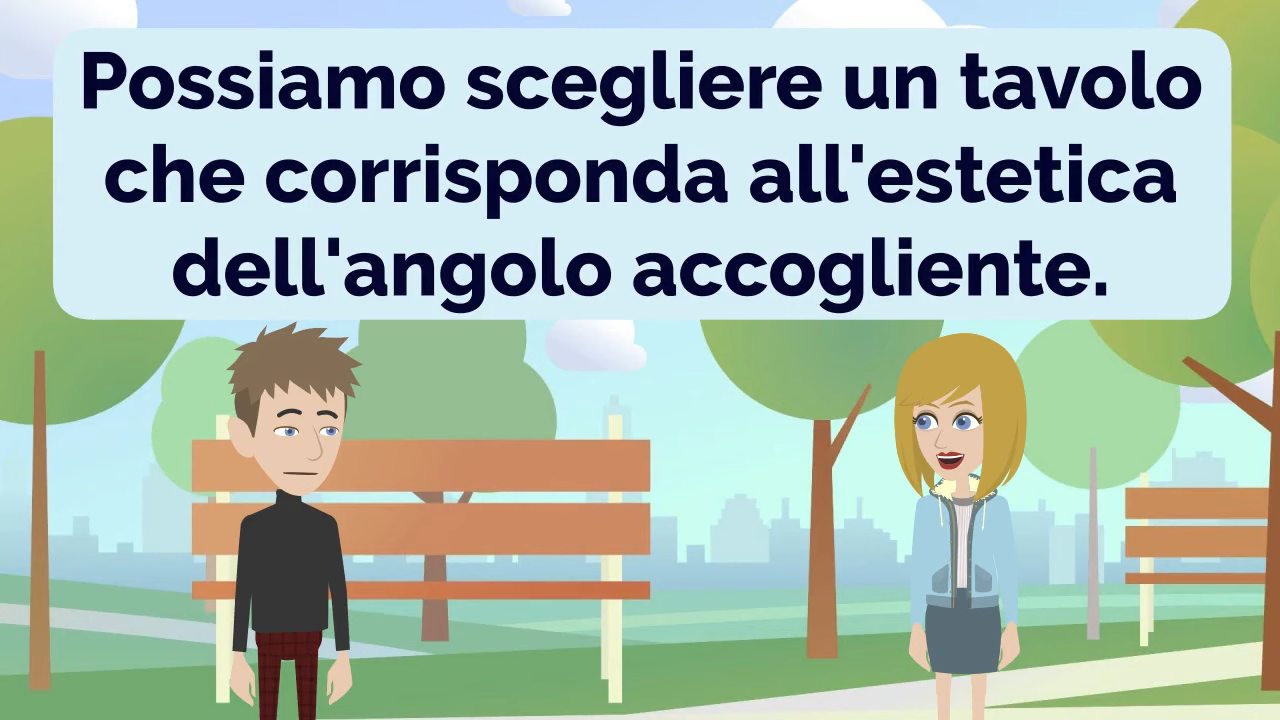 Possiamo scegliere un tavolo
che corrisponda all'estetica
dell'angolo accogliente.